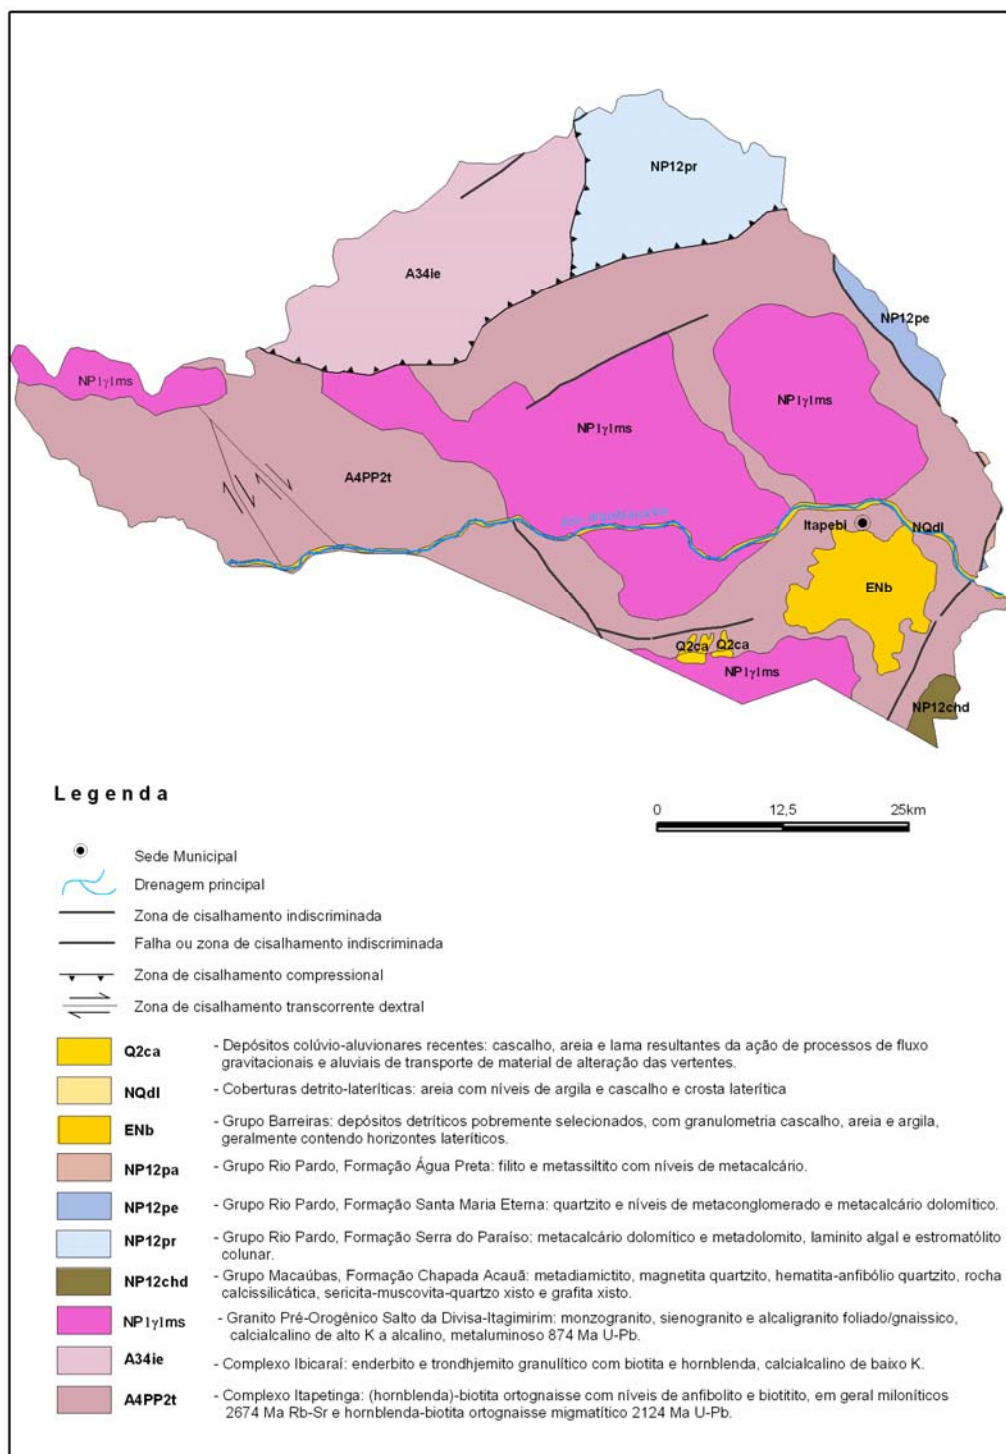 NP12pr
A34ie
NP12pe
NP1γ1ms
NP1γ1ms
NP1γ1ms
A4PP2t
Itapebi
NQdl
ENb
Q2ca
Q2ca
NP1γ1ms
NP12chd
Legenda
0 12,5 25km
Sede Municipal
Drenagem principal
Zona de cisalhamento indiscriminada
Falha ou zona de cisalhamento indiscriminada
Zona de cisalhamento compressional
Zona de cisalhamento transcorrente dextral
Q2ca - Depósitos colúvio-aluvionares recentes: cascalho, areia e lama resultantes da ação de processos de fluxo
gravitacionais e aluviais de transporte de material de alteração das vertentes.
NQdl - Coberturas detrito-lateríticas: areia com níveis de argila e cascalho e crosta laterítica
ENb - Grupo Barreiras: depósitos detríticos pobremente selecionados, com granulometria cascalho, areia e argila,
geralmente contendo horizontes lateríticos.
NP12pa - Grupo Rio Pardo, Formação Água Preta: filito e metassiltito com níveis de metacalcário.
NP12pe - Grupo Rio Pardo, Formação Santa Maria Eterna: quartzito e níveis de metaconglomerado e metacalcário dolomítico.
NP12pr - Grupo Rio Pardo, Formação Serra do Paraíso: metacalcário dolomítico e metadolomito, laminito algal e estromatólito
colunar.
NP12chd - Grupo Macaúbas, Formação Chapada Acauã: metadiamictito, magnetita quartzito, hematita-anfibólio quartzito, rocha
calcissilicática, sericita-muscovita-quartzo xisto e grafita xisto.
NP1γ1ms - Granito Pré-Orogênico Salto da Divisa-Itagimirim: monzogranito, sienogranito e alcaligranito foliado/gnaissico,
calcialcalino de alto K a alcalino, metaluminoso 874 Ma U-Pb.
A34ie - Complexo Ibicaraí: enderbito e trondhjemito granulítico com biotita e hornblenda, calcialcalino de baixo K.
A4PP2t - Complexo Itapetinga: (hornblenda)-biotita ortognaisse com níveis de anfibolito e biotitito, em geral miloníticos
2674 Ma Rb-Sr e hornblenda-biotita ortognaisse migmatítico 2124 Ma U-Pb.